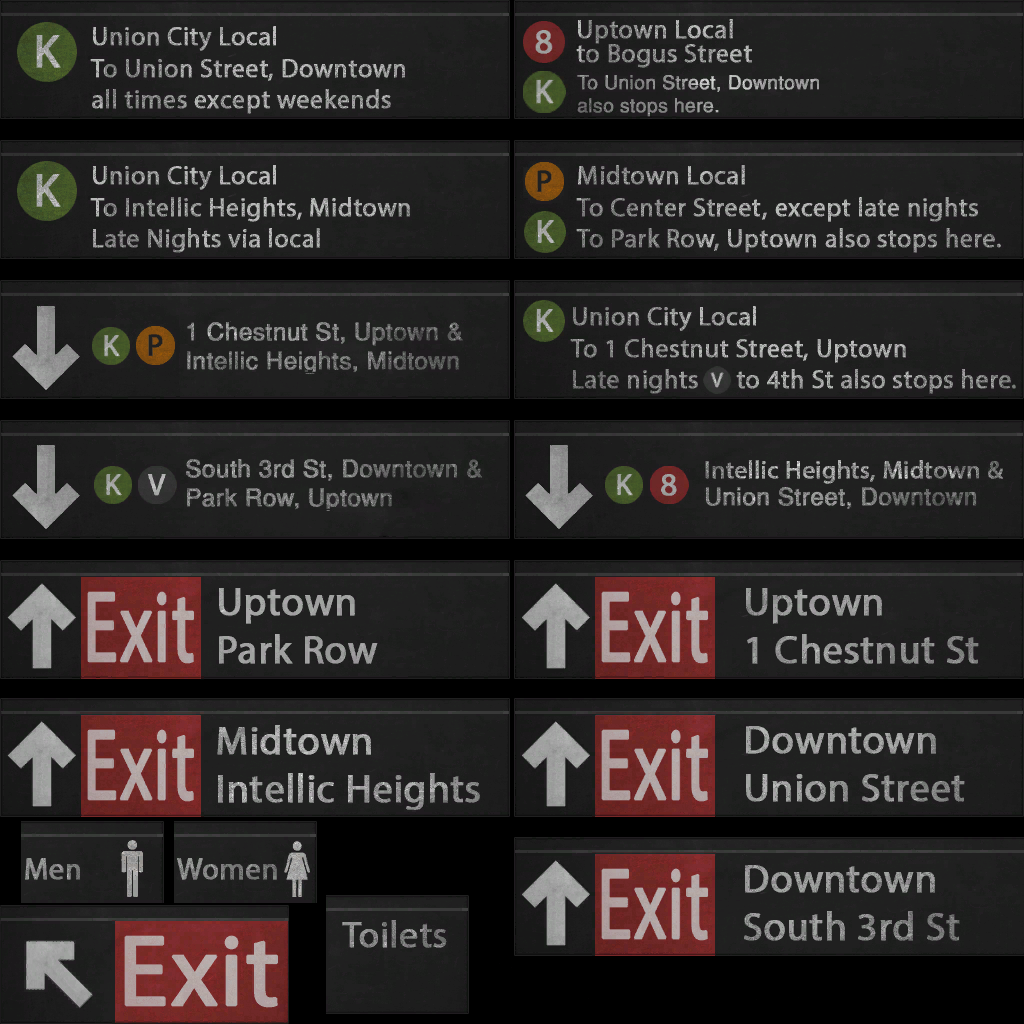 K
Union City Local
To Union Street, Downtown
all times except weekends
8
Uptown Local
to Bogus Street
K
To Union Street, Downtown
also stops here.
K
Union City Local
To Intellic Heights, Midtown
Late Nights via local
P
Midtown Local
K
To Center Street, except late nights
To Park Row, Uptown also stops here.
K P
1 Chestnut St, Uptown &
Intellic Heights, Midtown
K
Union City Local
To 1 Chestnut Street, Uptown
Late nights V to 4th St also stops here.
K V
South 3rd St, Downtown &
Park Row, Uptown
K 8
Intellic Heights, Midtown &
Union Street, Downtown
Exit
Uptown
Park Row
Exit
Uptown
1 Chestnut St
Exit
Midtown
Intellic Heights
Exit
Downtown
Union Street
Men
Women
Exit
Downtown
South 3rd St
Exit
Toilets